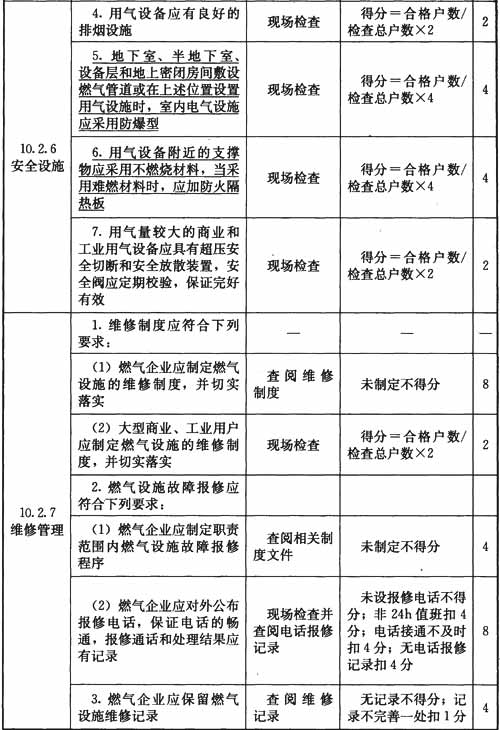 4. 用气设备应有良好的
排烟设施
现场检查
得分＝合格户数/
检查总户数×2
2
5. 地下室、半地下室、
设备层和地上密闭房间敷设
燃气管道或在上述位置设置
用气设施时，室内电气设施
应采用防爆型
现场检查
得分＝合格户数/
检查总户数×4
4
10.2.6
安全设施
6. 用气设备附近的支撑
物应采用不燃烧材料，当采
用难燃材料时，应加防火隔
热板
现场检查
得分＝合格户数/
检查总户数×4
4
7. 用气量较大的商业和
工业用气设备应具有超压安
全切断和安全放散装置，安
全阀应定期校验，保证完好
有效
现场检查
得分＝合格户数/
检查总户数×2
2
1. 维修制度应符合下列
要求：
—
—
—
（1）燃气企业应制定燃气
设施的维修制度，并切实
落实
查阅维修
制度
未制定不得分
8
（2）大型商业、工业用户
应制定燃气设施的维修制
度，并切实落实
现场检查
得分＝合格户数/
检查总户数×2
2
10.2.7
维修管理
2. 燃气设施故障报修应
符合下列要求：
（1）燃气企业应制定职责
范围内燃气设施故障报修
程序
查阅相关制
度文件
未制定不得分
4
（2）燃气企业应对外公布
报修电话，保证电话的畅
通，报修通话和处理结果应
有记录
现场检查并
查阅电话报修
记录
未设报修电话不得
分；非 24h 值班扣 4
分；电话接通不及时
扣 4 分；无电话报修
记录扣 4 分
8
3. 燃气企业应保留燃气
设施维修记录
查阅维修
记录
无记录不得分；记
录不完善一处扣 1 分
4